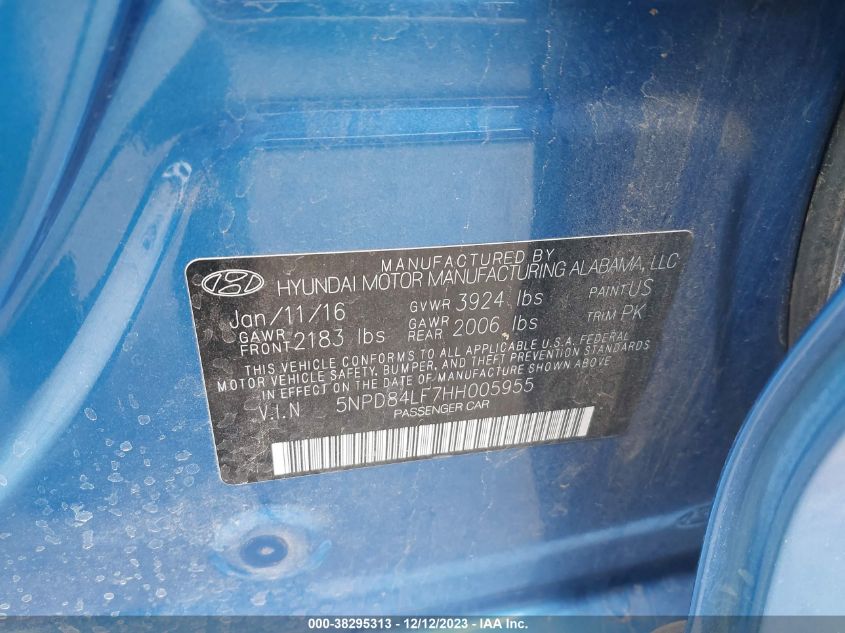 MANUFACTURED BY
HYUNDAI MOTOR MANUFACTURING ALABAMA, LLC
Jan/11/16 GVWR 3924 lbs PAINT US
GAWR FRONT 2183 lbs GAWR REAR 2006 lbs TRIM PK
THIS VEHICLE CONFORMS TO ALL APPLICABLE U.S.A. FEDERAL
MOTOR VEHICLE SAFETY, BUMPER, AND THEFT PREVENTION STANDARDS
IN EFFECT ON THE DATE OF MANUFACTURE SHOWN ABOVE
V.I.N 5NPD84LF7HH005955
PASSENGER CAR
000-38295313 - 12/12/2023 - IAA Inc.